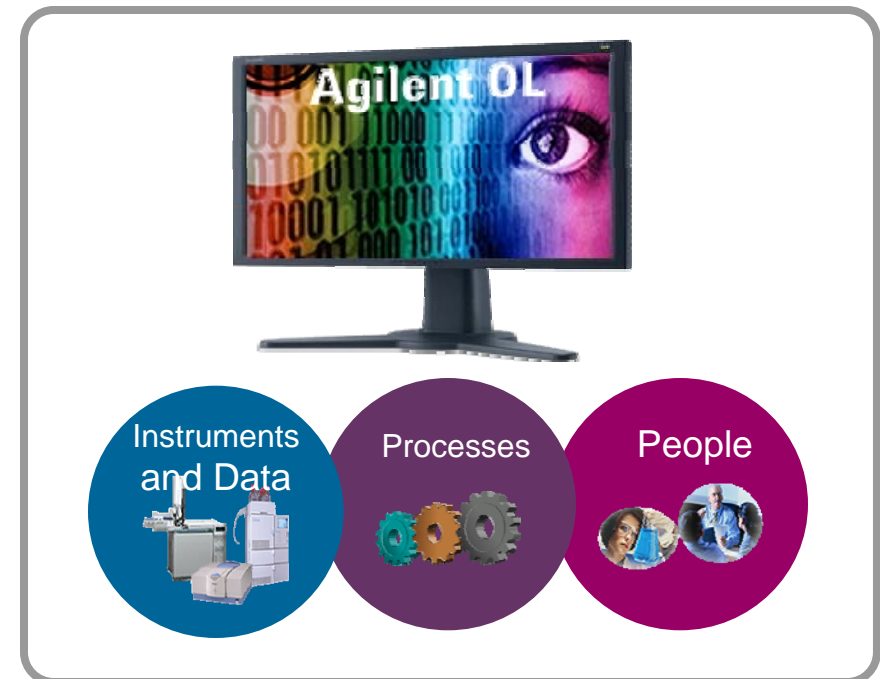 Agilent OL
Instruments
and Data
Processes
People